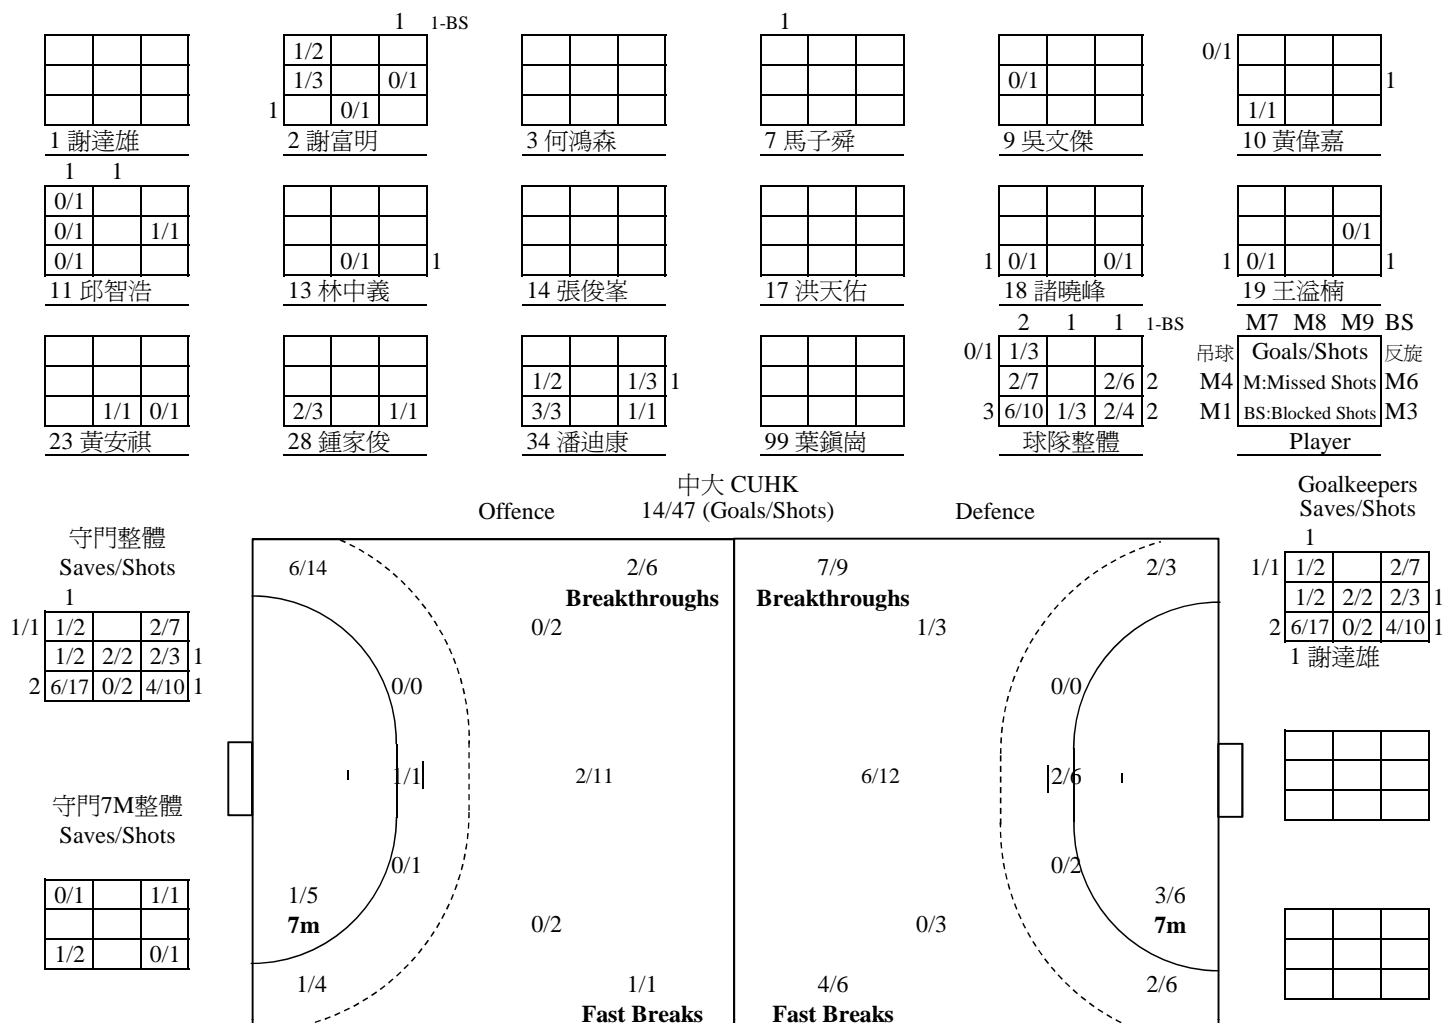 1 1-BS 1
1/2
0/1
1/3 0/1 0/1 1
1 0/1 1/1
1 謝達雄 2 謝富明 3 何鴻森 7 馬子舜 9 吳文傑 10 黃偉嘉
1 1
0/1
0/1 1/1 0/1
0/1 0/1 1 1 0/1 0/1 1 0/1 1
11 邱智浩 13 林中義 14 張俊峯 17 洪天佑 18 諸曉峰 19 王溢楠
2 1 1 1-BS M7 M8 M9 BS
0/1 1/3 吊球 Goals/Shots 反旋
1/2 1/3 1 2/7 2/6 2 M4 M:Missed Shots M6
1/1 0/1 2/3 1/1 3/3 1/1 3 6/10 1/3 2/4 2 M1 BS:Blocked Shots M3
23 黃安祺 28 鍾家俊 34 潘迪康 99 葉鎭崗 球隊整體 Player
中大 CUHK
Offence 14/47 (Goals/Shots) Defence
Goalkeepers
Saves/Shots
守門整體
Saves/Shots
1
1/1 1/2 2/7
1/2 2/2 2/3 1
2 6/17 0/2 4/10 1
守門7M整體
Saves/Shots
0/1 1/1
1/2 0/1
6/14 2/6
Breakthroughs
0/2
0/0
1/1 2/11
0/1
1/5
7m
0/2
1/4 1/1
Fast Breaks
7/9 2/3
Breakthroughs
1/3
0/0
6/12 2/6
0/2
3/6
7m
0/3
4/6 2/6
Fast Breaks
1
1/1 1/2 2/7
1/2 2/2 2/3 1
2 6/17 0/2 4/10 1
1 謝達雄